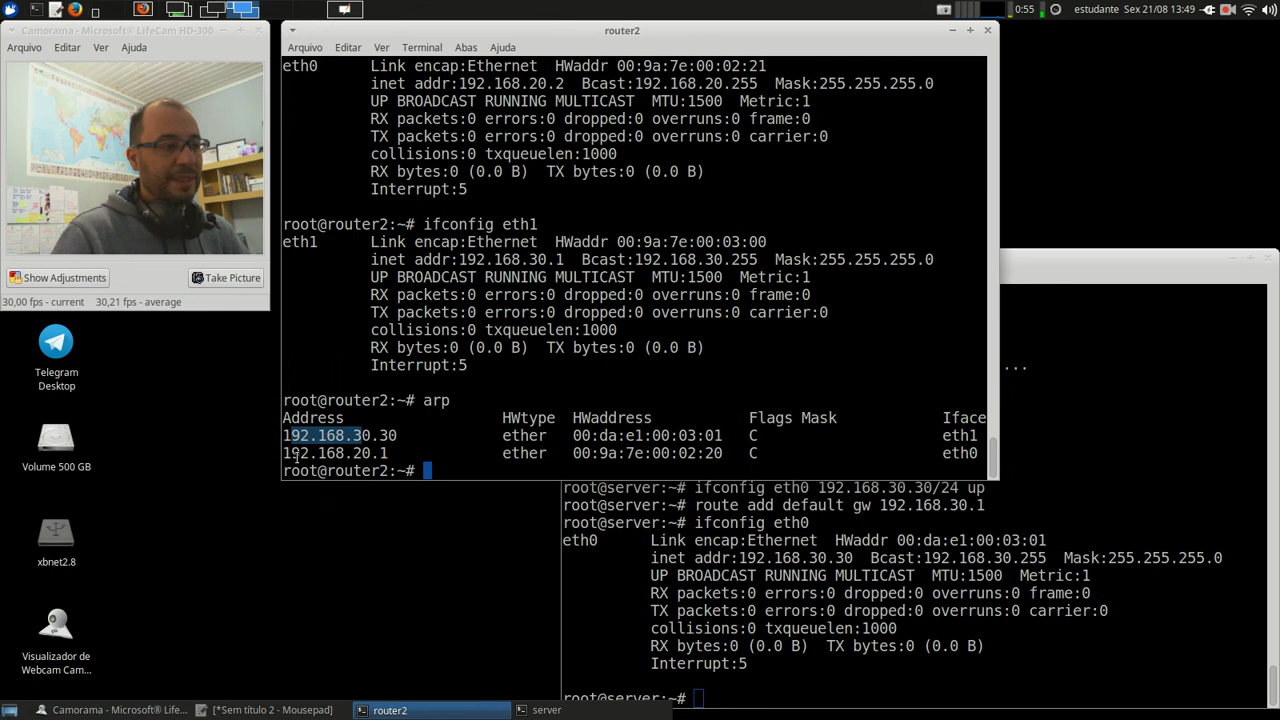 0:55 estudante Sex 21/08 13:49
Camorama - Microsoft® LifeCam HD-300
Arquivo Editar Ver Ajuda
Show Adjustments Take Picture
30,00 fps - current 30,21 fps - average
Telegram
Desktop
Volume 500 GB
xbnet2.8
Visualizador de
Webcam Cam...
router2
Arquivo Editar Ver Terminal Abas Ajuda
eth0 Link encap:Ethernet HWaddr 00:9a:7e:00:02:21
inet addr:192.168.20.2 Bcast:192.168.20.255 Mask:255.255.255.0
UP BROADCAST RUNNING MULTICAST MTU:1500 Metric:1
RX packets:0 errors:0 dropped:0 overruns:0 frame:0
TX packets:0 errors:0 dropped:0 overruns:0 carrier:0
collisions:0 txqueuelen:1000
RX bytes:0 (0.0 B) TX bytes:0 (0.0 B)
Interrupt:5
root@router2:~# ifconfig eth1
eth1 Link encap:Ethernet HWaddr 00:9a:7e:00:03:00
inet addr:192.168.30.1 Bcast:192.168.30.255 Mask:255.255.255.0
UP BROADCAST RUNNING MULTICAST MTU:1500 Metric:1
RX packets:0 errors:0 dropped:0 overruns:0 frame:0
TX packets:0 errors:0 dropped:0 overruns:0 carrier:0
collisions:0 txqueuelen:1000
RX bytes:0 (0.0 B) TX bytes:0 (0.0 B)
Interrupt:5
root@router2:~# arp
Address HWtype HWaddress Flags Mask Iface
192.168.30.30 ether 00:da:e1:00:03:01 C eth1
192.168.20.1 ether 00:9a:7e:00:02:20 C eth0
root@router2:~#
...
root@server:~# ifconfig eth0 192.168.30.30/24 up
root@server:~# route add default gw 192.168.30.1
root@server:~# ifconfig eth0
eth0 Link encap:Ethernet HWaddr 00:da:e1:00:03:01
inet addr:192.168.30.30 Bcast:192.168.30.255 Mask:255.255.255.0
UP BROADCAST RUNNING MULTICAST MTU:1500 Metric:1
RX packets:0 errors:0 dropped:0 overruns:0 frame:0
TX packets:0 errors:0 dropped:0 overruns:0 carrier:0
collisions:0 txqueuelen:1000
RX bytes:0 (0.0 B) TX bytes:0 (0.0 B)
Interrupt:5
root@server:~#
Camorama - Microsoft® Life... [*Sem título 2 - Mousepad] router2 server